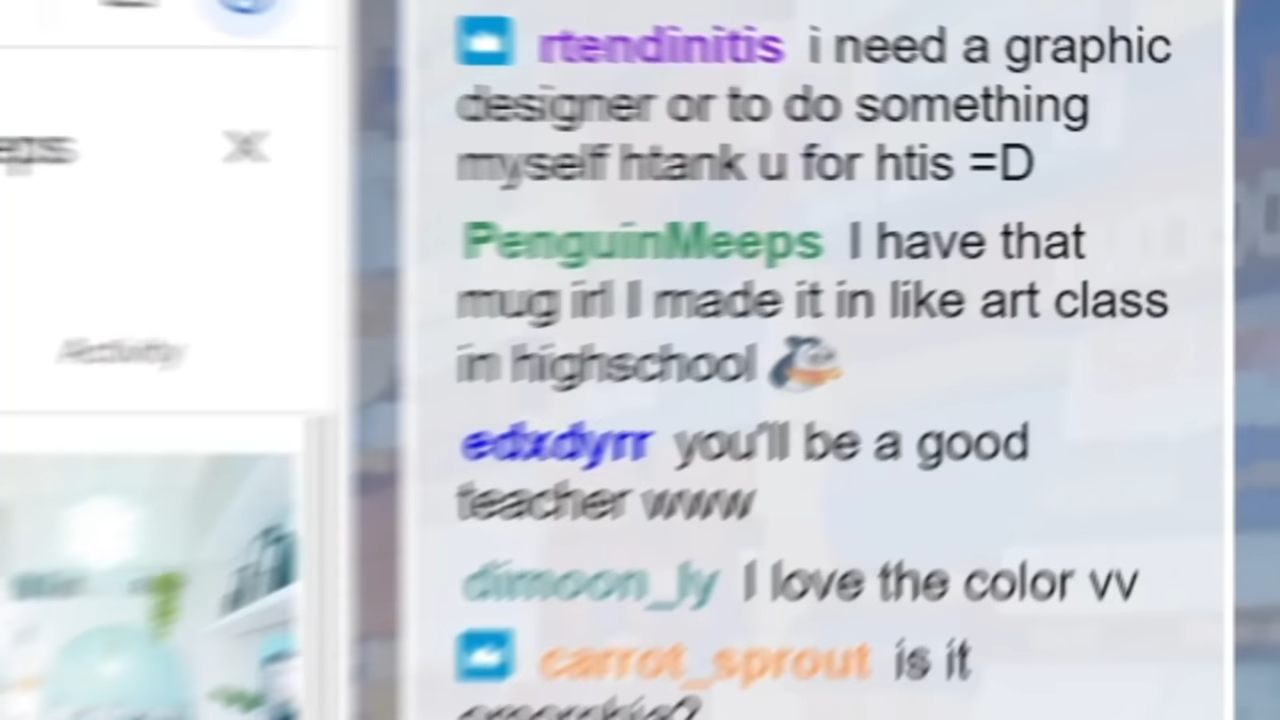 rtendinitis i need a graphic
designer or to do something
myself htank u for htis =D
PenguinMeeps I have that
mug irl I made it in like art class
in highschool
edxdyrr you'll be a good
teacher www
dimoon_ly I love the color vv
carrot_sprout is it
Activity